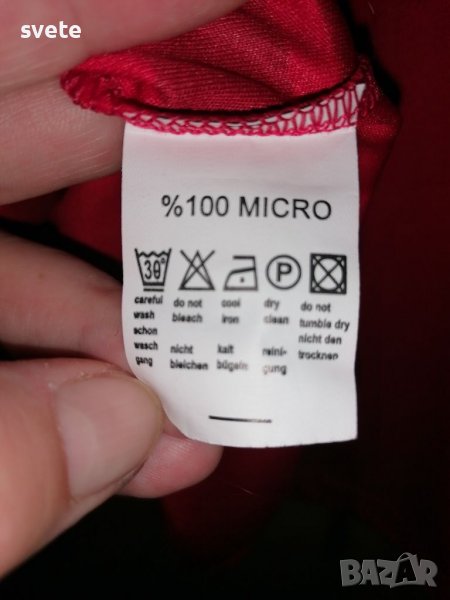 svete
%100 MICRO
30°
P
careful do not cool dry do not
wash bleach iron clean tumble dry
schon nicht den
wasch nicht kalt reini- trocknen
gang bleichen bügeln gung
BAZAR